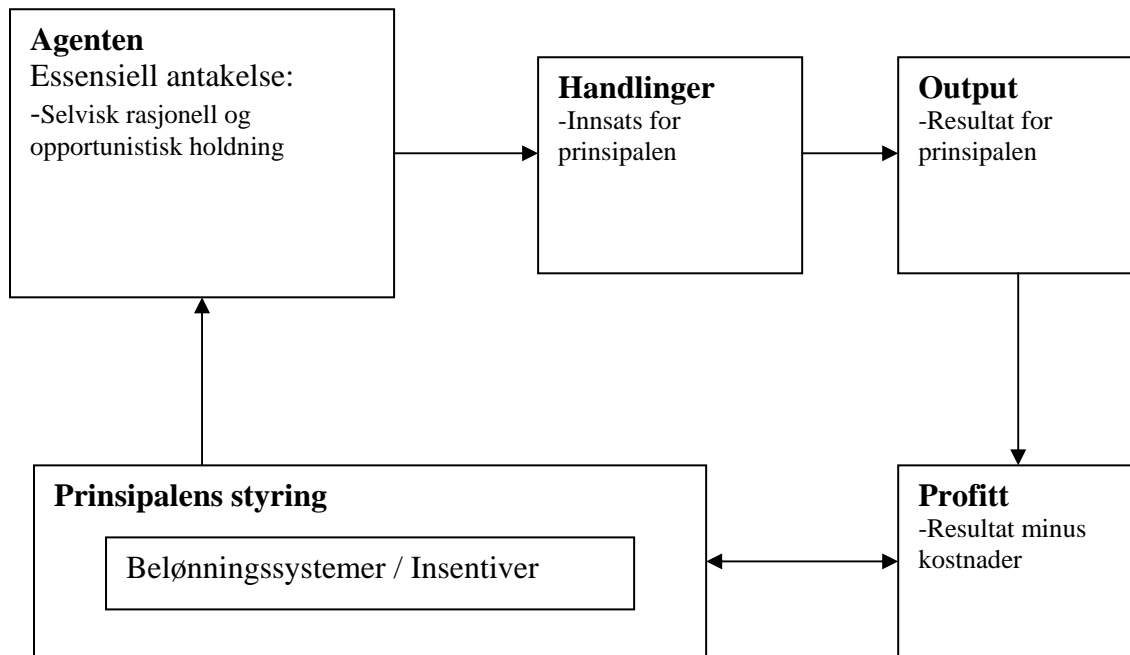 Agenten
Essensiell antakelse:
-Selvisk rasjonell og
opportunistisk holdning
Handlinger
-Innsats for
prinsipalen
Output
-Resultat for
prinsipalen
Prinsipalens styring
Belønningssystemer / Insentiver
Profitt
-Resultat minus
kostnader